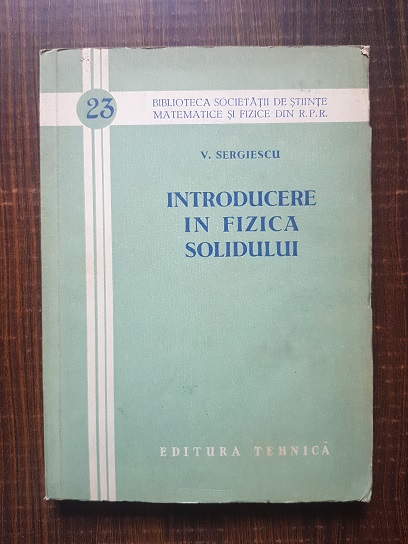 23
BIBLIOTECA SOCIETĂȚII DE ȘTIINȚE
MATEMATICE ȘI FIZICE DIN R.P.R.
V. SERGIESCU
INTRODUCERE
IN FIZICA
SOLIDULUI
EDITURA TEHNICĂ